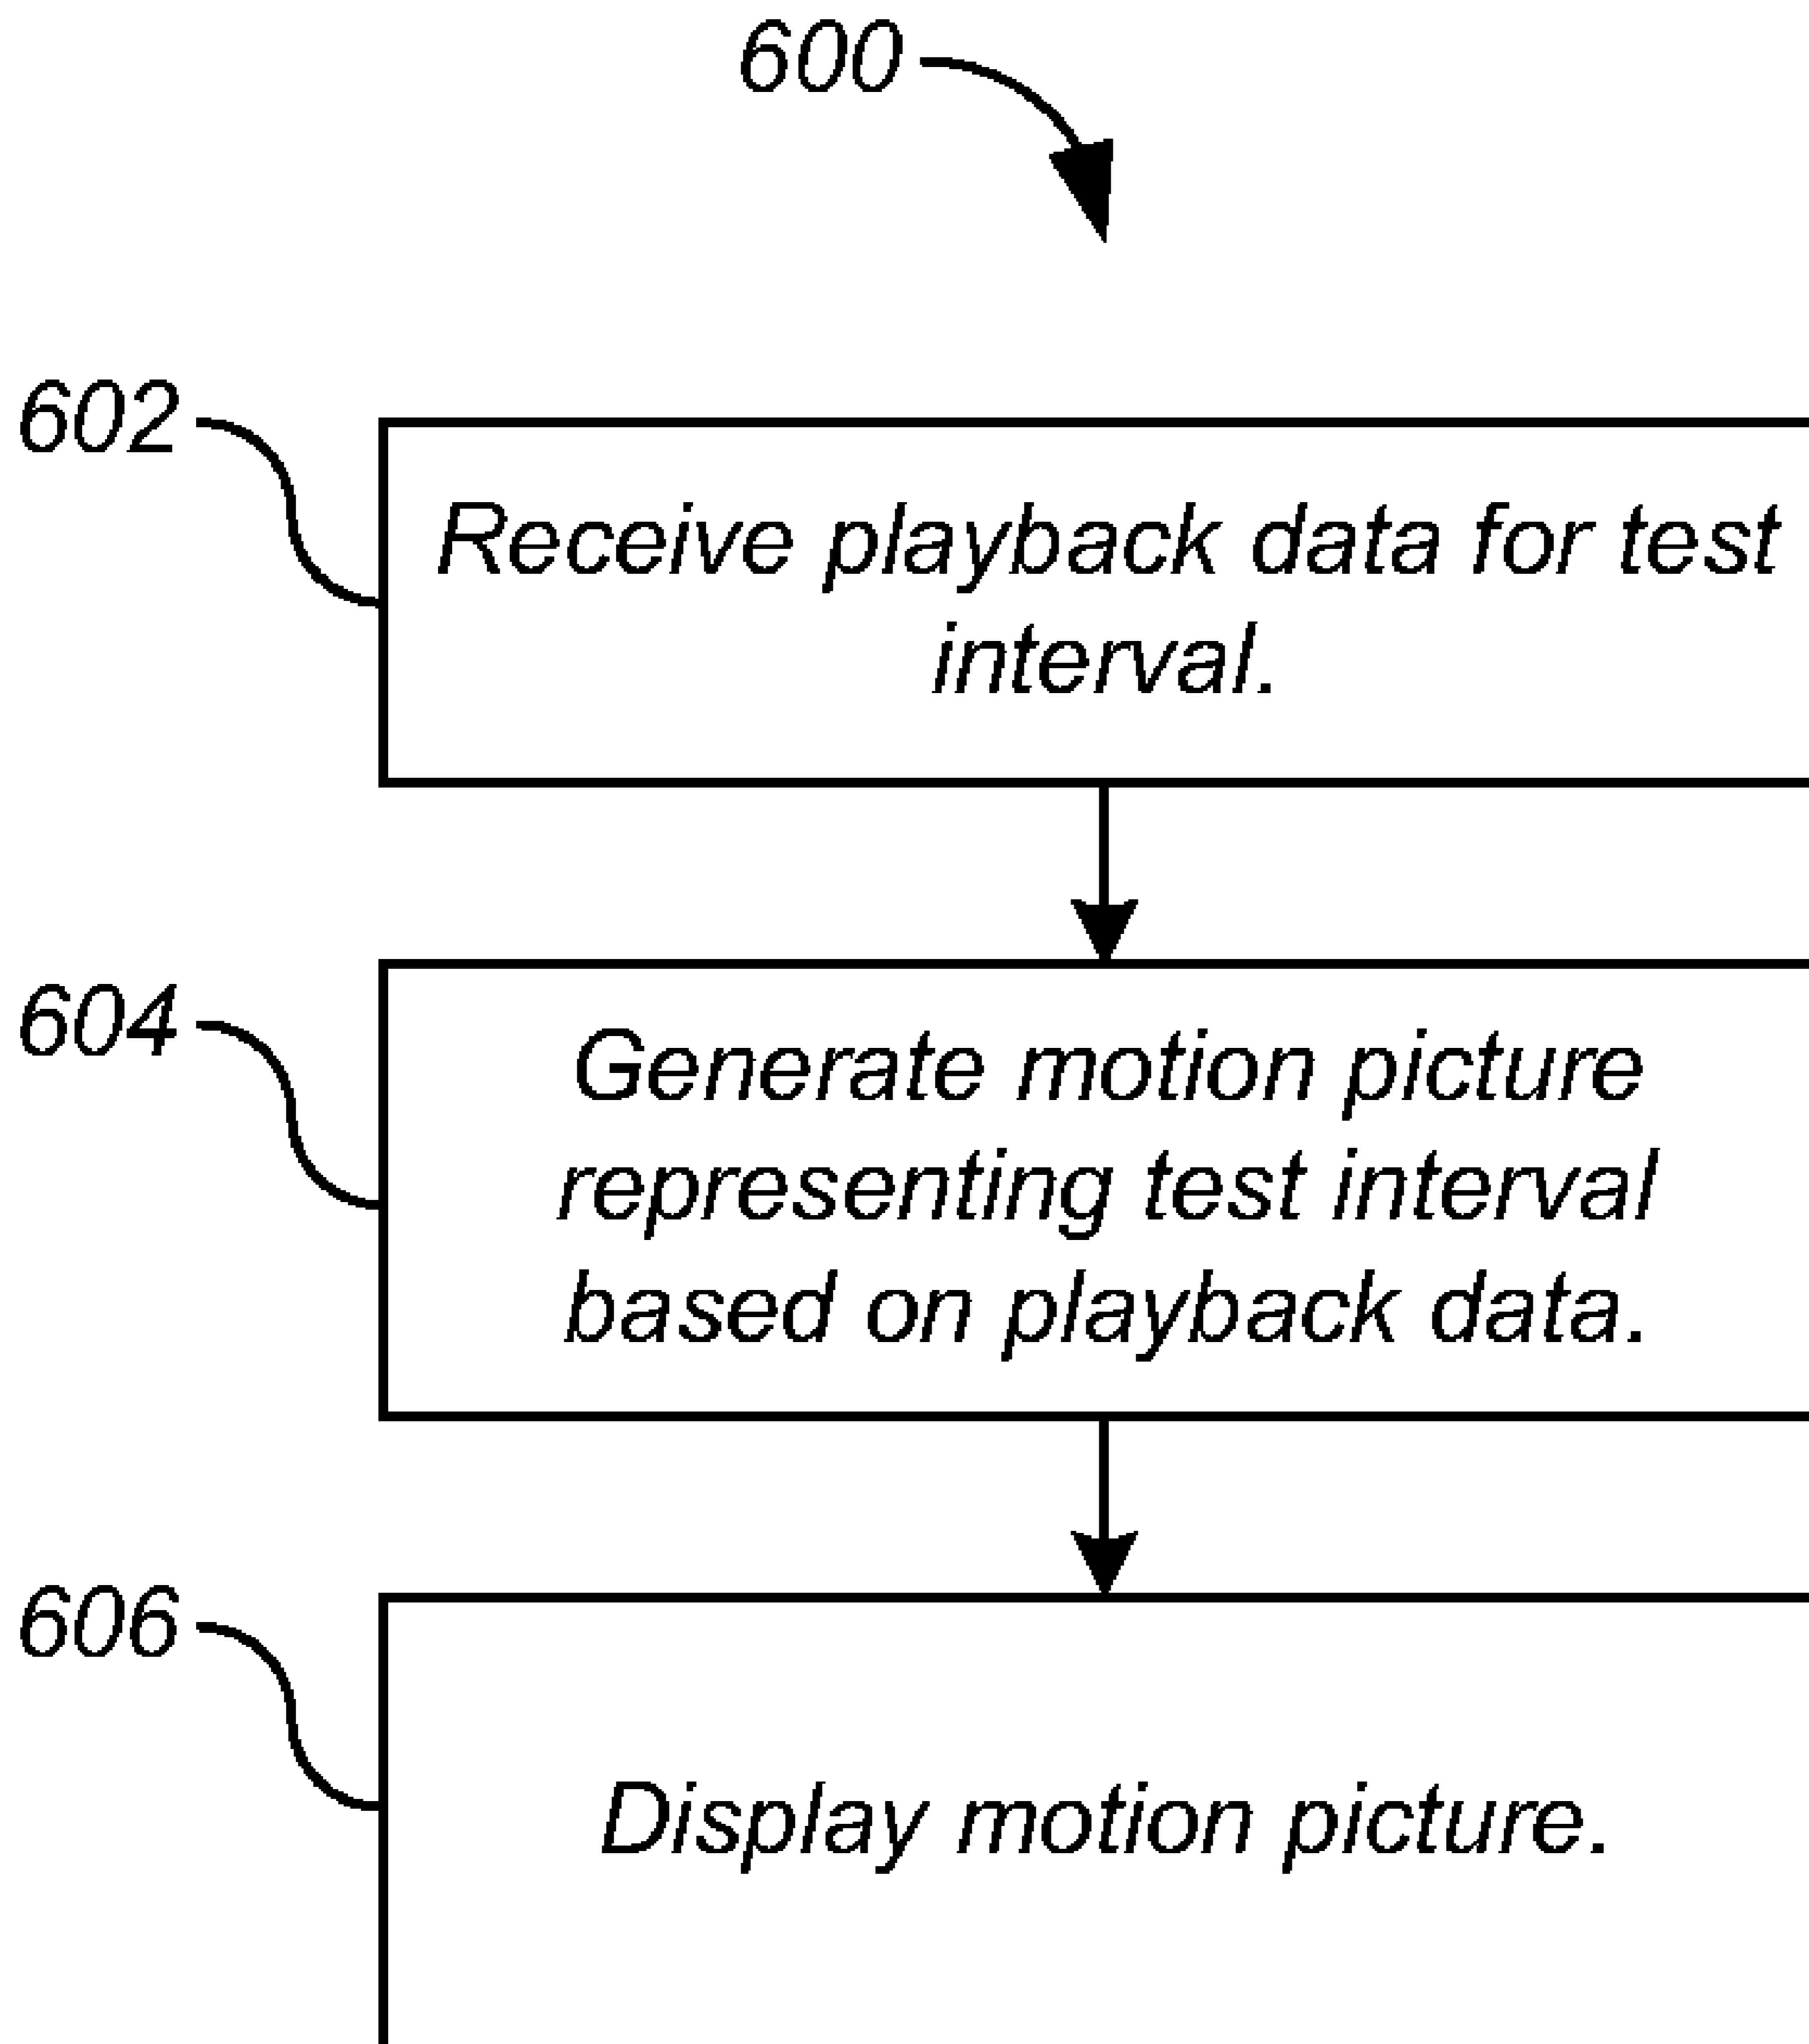 600
602
Receive playback data for test
interval.
604
Generate motion picture
representing test interval
based on playback data.
606
Display motion picture.